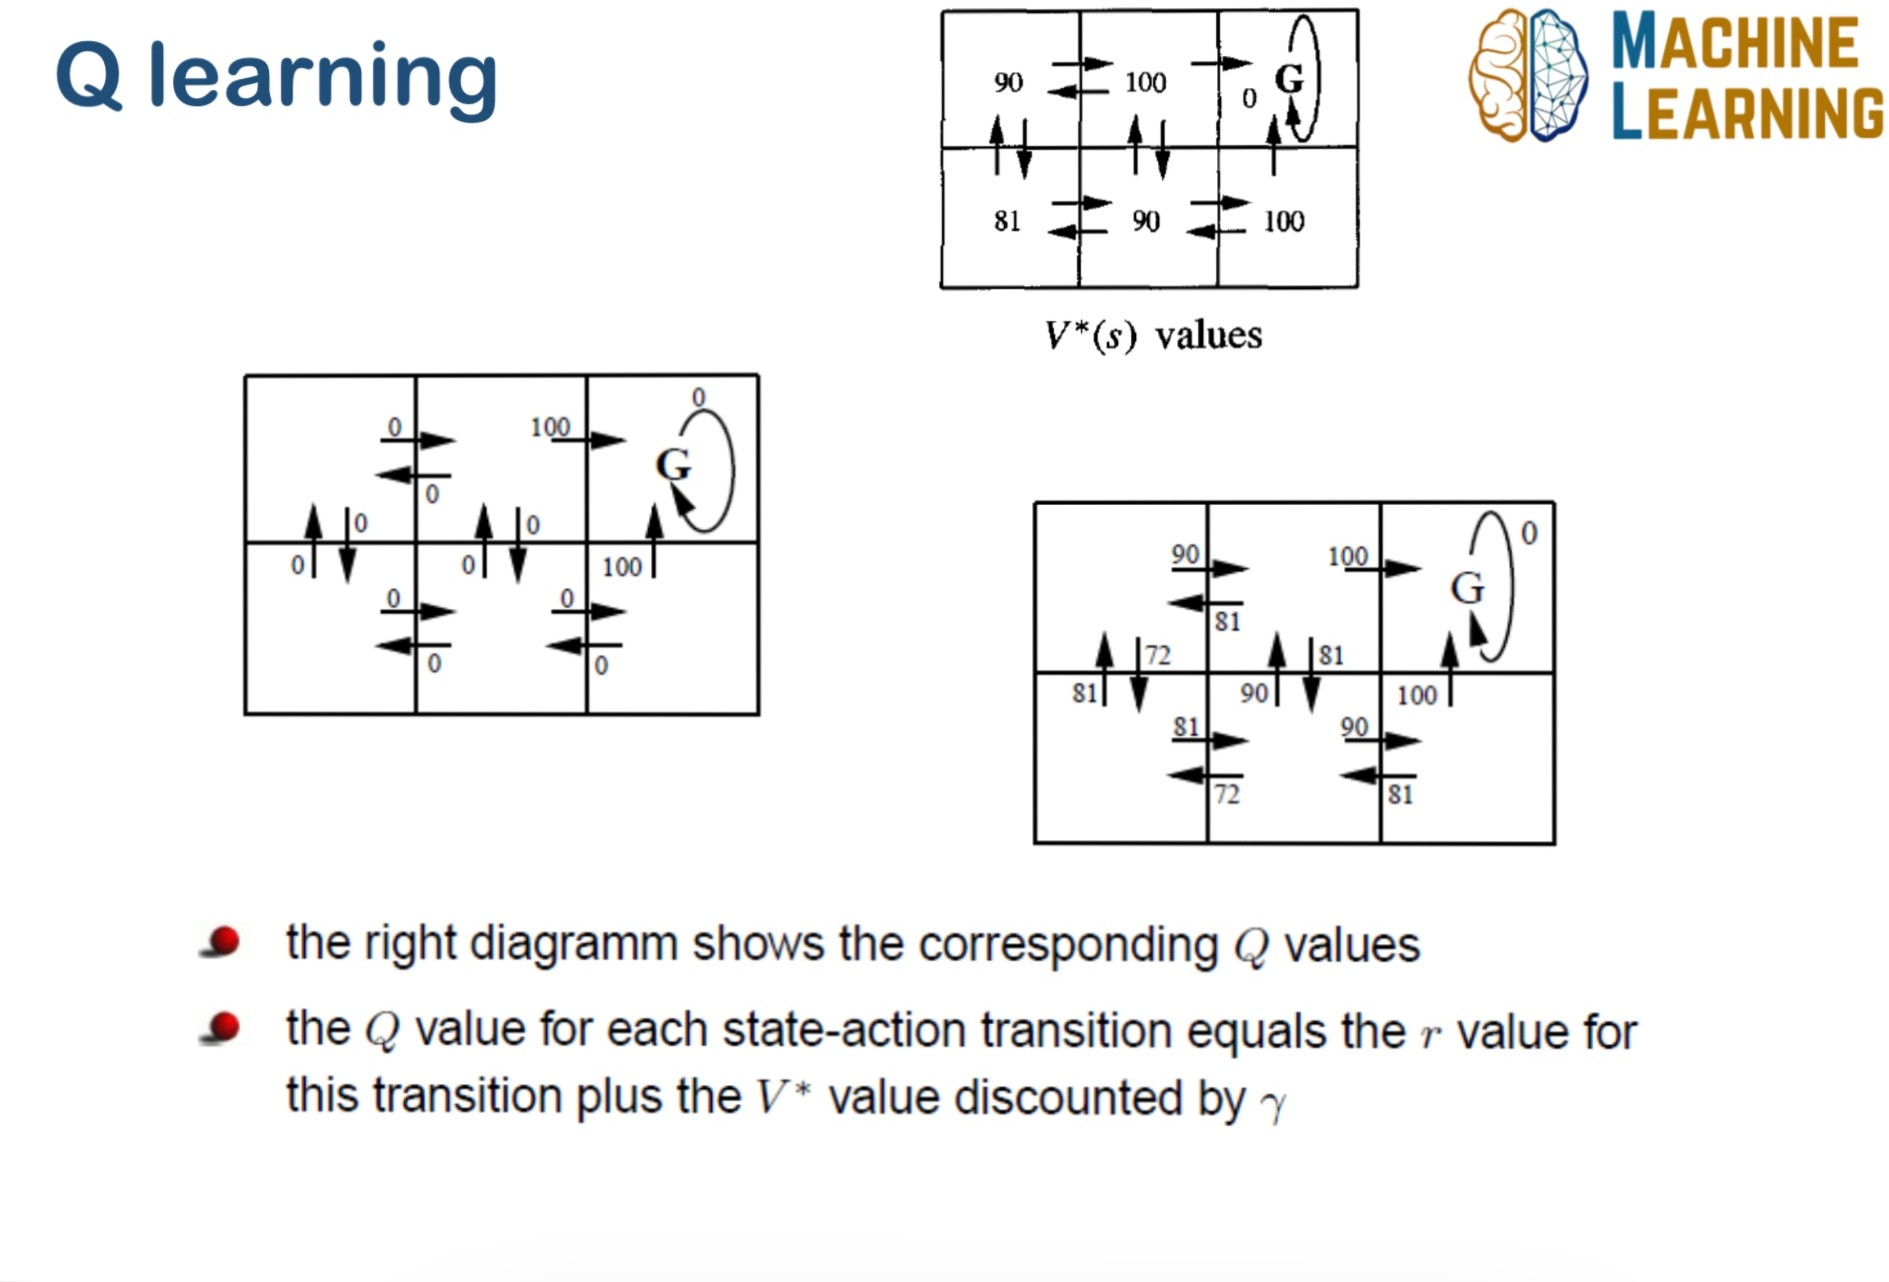 Q learning
MACHINE
LEARNING
90 100 0 G
81 90 100
V*(s) values
0 100 0
G
0
0 0
0 0 100
0 0
0 0
90 100 0
G
81
72 81
81 90 100
81 90
72 81
the right diagramm shows the corresponding Q values
the Q value for each state-action transition equals the r value for
this transition plus the V* value discounted by γ